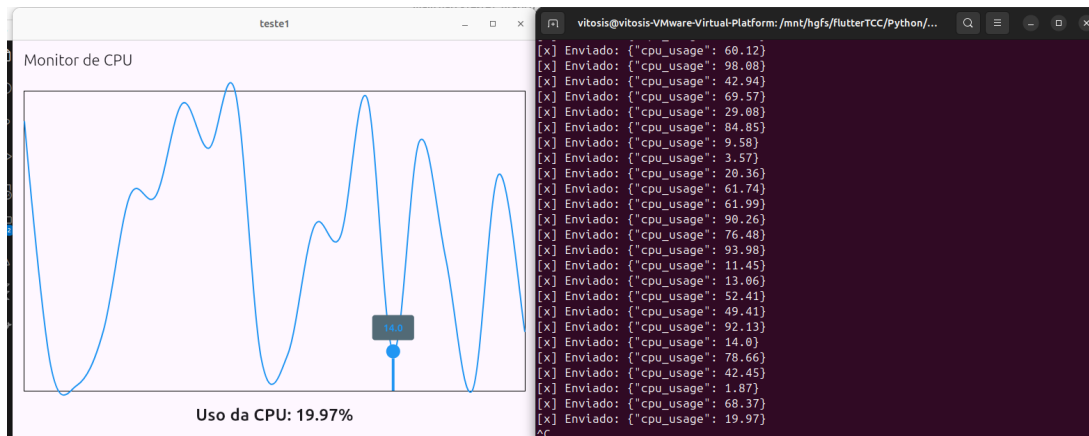 teste1
Monitor de CPU
14.0
Uso da CPU: 19.97%
vitosis@vitosis-VMware-Virtual-Platform: /mnt/hgfs/flutterTCC/Python/...
[x] Enviado: {"cpu_usage": 60.12}
[x] Enviado: {"cpu_usage": 98.08}
[x] Enviado: {"cpu_usage": 42.94}
[x] Enviado: {"cpu_usage": 69.57}
[x] Enviado: {"cpu_usage": 29.08}
[x] Enviado: {"cpu_usage": 84.85}
[x] Enviado: {"cpu_usage": 9.58}
[x] Enviado: {"cpu_usage": 3.57}
[x] Enviado: {"cpu_usage": 20.36}
[x] Enviado: {"cpu_usage": 61.74}
[x] Enviado: {"cpu_usage": 61.99}
[x] Enviado: {"cpu_usage": 90.26}
[x] Enviado: {"cpu_usage": 76.48}
[x] Enviado: {"cpu_usage": 93.98}
[x] Enviado: {"cpu_usage": 11.45}
[x] Enviado: {"cpu_usage": 13.06}
[x] Enviado: {"cpu_usage": 52.41}
[x] Enviado: {"cpu_usage": 49.41}
[x] Enviado: {"cpu_usage": 92.13}
[x] Enviado: {"cpu_usage": 14.0}
[x] Enviado: {"cpu_usage": 78.66}
[x] Enviado: {"cpu_usage": 42.45}
[x] Enviado: {"cpu_usage": 1.87}
[x] Enviado: {"cpu_usage": 68.37}
[x] Enviado: {"cpu_usage": 19.97}
^C